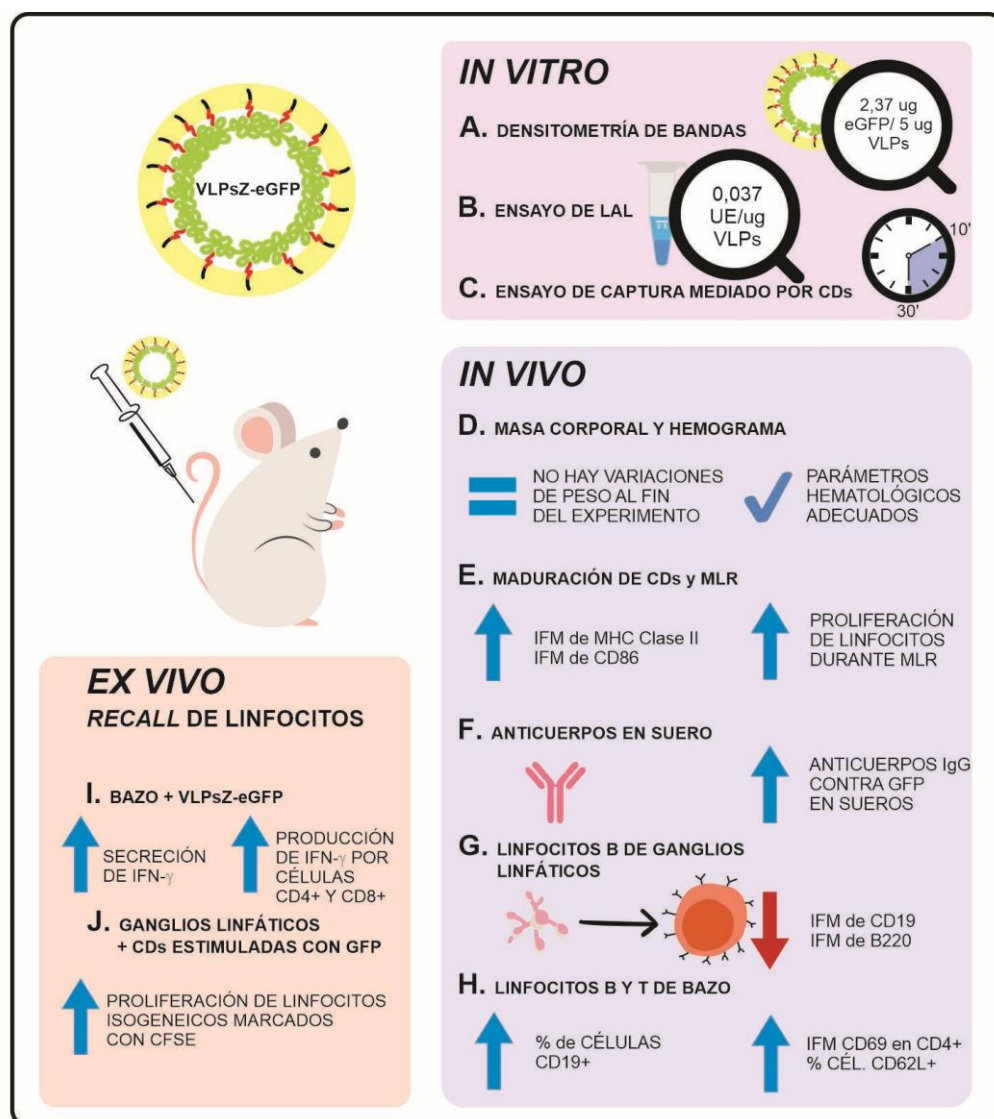 VLPsZ-eGFP
IN VITRO
A. DENSITOMETRÍA DE BANDAS
2,37 ug
eGFP/ 5 ug
VLPs
B. ENSAYO DE LAL
0,037
UE/ug
VLPs
C. ENSAYO DE CAPTURA MEDIADO POR CDs
10'
30'
IN VIVO
D. MASA CORPORAL Y HEMOGRAMA
NO HAY VARIACIONES
DE PESO AL FIN
DEL EXPERIMENTO
PARÁMETROS
HEMATOLÓGICOS
ADECUADOS
E. MADURACIÓN DE CDs y MLR
IFM de MHC Clase II
IFM de CD86
PROLIFERACIÓN
DE LINFOCITOS
DURANTE MLR
F. ANTICUERPOS EN SUERO
ANTICUERPOS IgG
CONTRA GFP
EN SUEROS
G. LINFOCITOS B DE GANGLIOS
LINFÁTICOS
IFM de CD19
IFM de B220
H. LINFOCITOS B Y T DE BAZO
% de CÉLULAS
CD19+
IFM CD69 en CD4+
% CÉL. CD62L+
EX VIVO
RECALL DE LINFOCITOS
I. BAZO + VLPsZ-eGFP
SECRECIÓN
DE IFN-γ
PRODUCCIÓN
DE IFN-γ POR
CÉLULAS
CD4+ Y CD8+
J. GANGLIOS LINFÁTICOS
+ CDs ESTIMULADAS CON GFP
PROLIFERACIÓN DE LINFOCITOS
ISOGENEICOS MARCADOS
CON CFSE